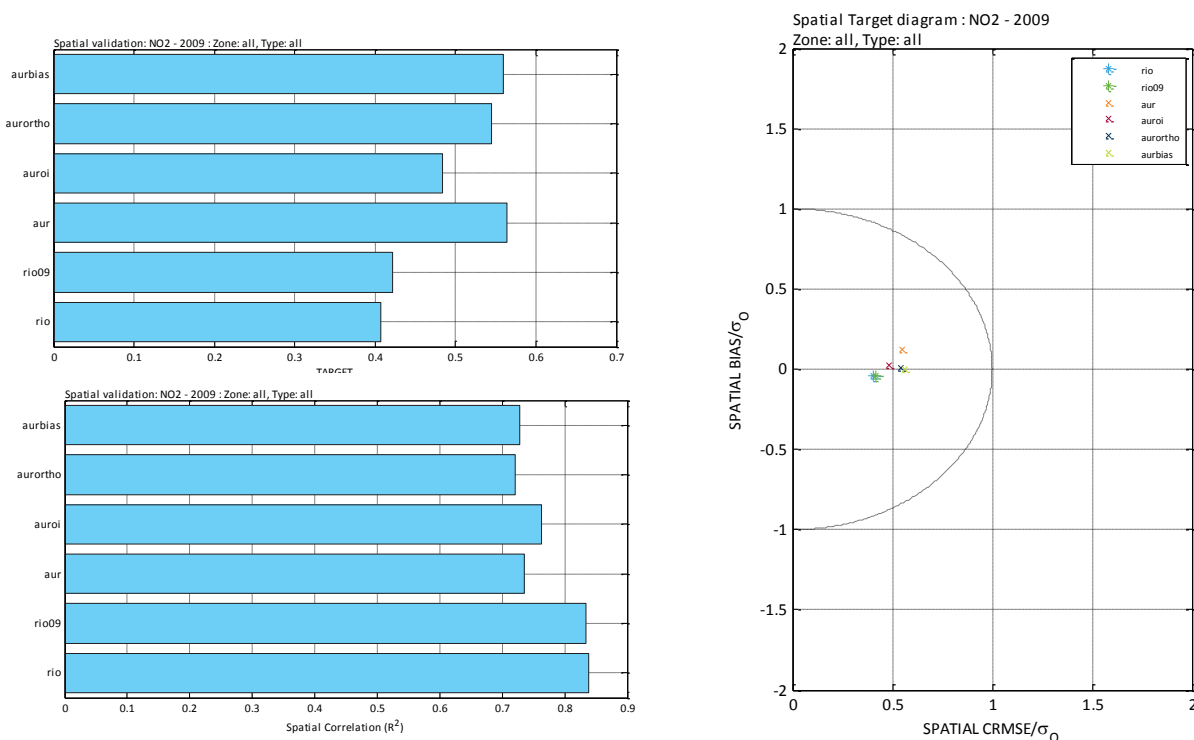 Spatial validation: NO2 - 2009 : Zone: all, Type: all
aurbias
aurortho
auroi
aur
rio09
rio
0 0.1 0.2 0.3 0.4 0.5 0.6 0.7
TARGET
Spatial validation: NO2 - 2009 : Zone: all, Type: all
aurbias
aurortho
auroi
aur
rio09
rio
0 0.1 0.2 0.3 0.4 0.5 0.6 0.7 0.8 0.9
Spatial Correlation (R²)
Spatial Target diagram : NO2 - 2009
Zone: all, Type: all
2
1.5
1
0.5
0
-0.5
-1
-1.5
-2
SPATIAL BIAS/σO
rio
rio09
aur
auroi
aurortho
aurbias
0 0.5 1 1.5 2
SPATIAL CRMSE/σO